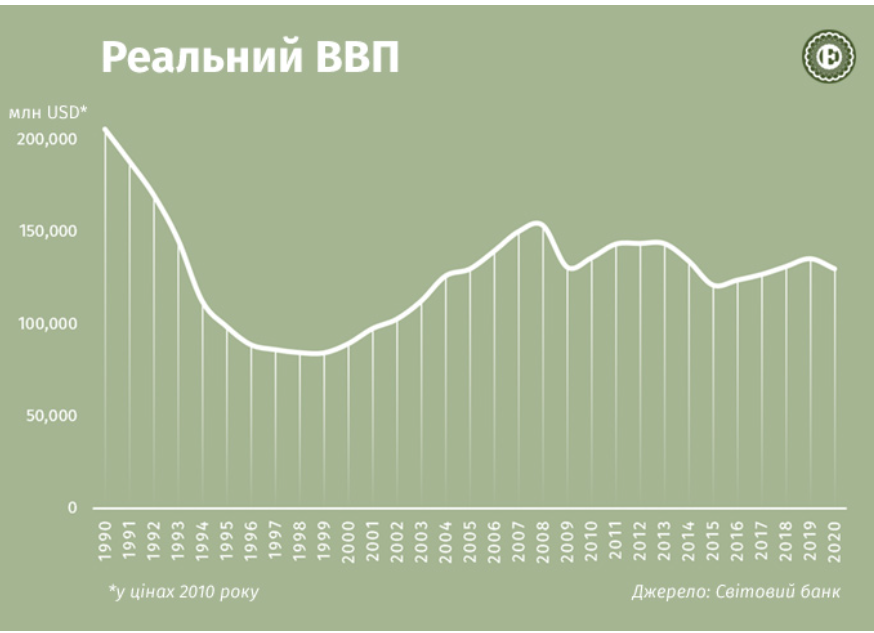 Реальний ВВП
E
млн USD*
200,000
150,000
100,000
50,000
0
1990 1991 1992 1993 1994 1995 1996 1997 1998 1999 2000 2001 2002 2003 2004 2005 2006 2007 2008 2009 2010 2011 2012 2013 2014 2015 2016 2017 2018 2019 2020
*у цінах 2010 року
Джерело: Світовий банк